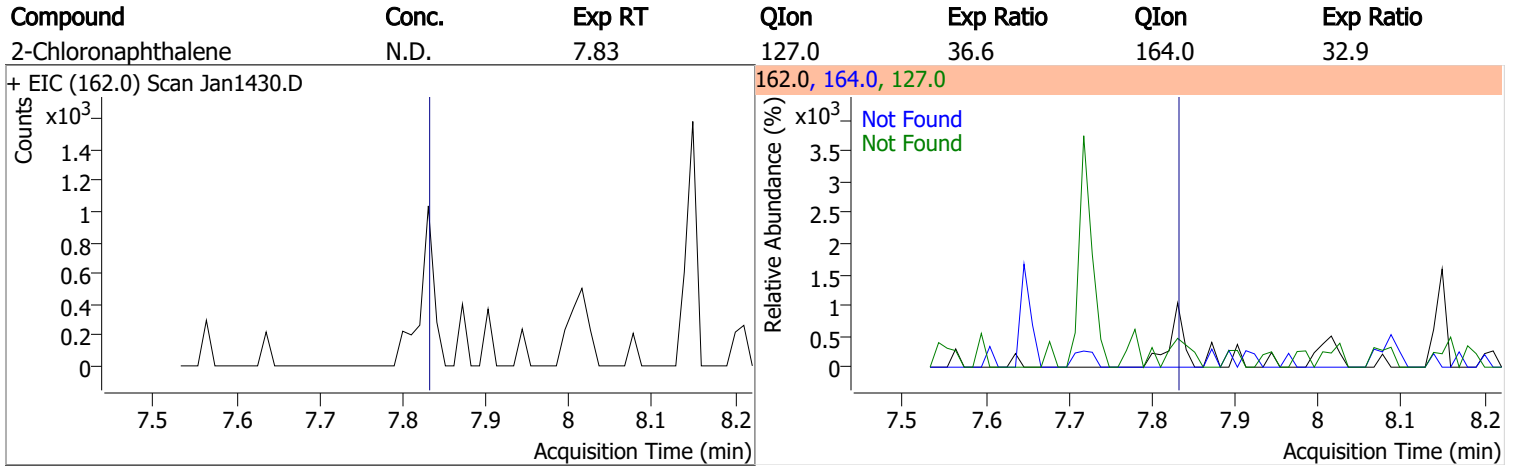 Compound Conc. Exp RT QIon Exp Ratio QIon Exp Ratio
2-Chloronaphthalene N.D. 7.83 127.0 36.6 164.0 32.9
+ EIC (162.0) Scan Jan1430.D
Counts
x10³
1.4
1.2
1
0.8
0.6
0.4
0.2
0
7.5 7.6 7.7 7.8 7.9 8 8.1 8.2
Acquisition Time (min)
162.0, 164.0, 127.0
Relative Abundance (%)
x10³
Not Found
Not Found
3.5
3
2.5
2
1.5
1
0.5
0
7.5 7.6 7.7 7.8 7.9 8 8.1 8.2
Acquisition Time (min)